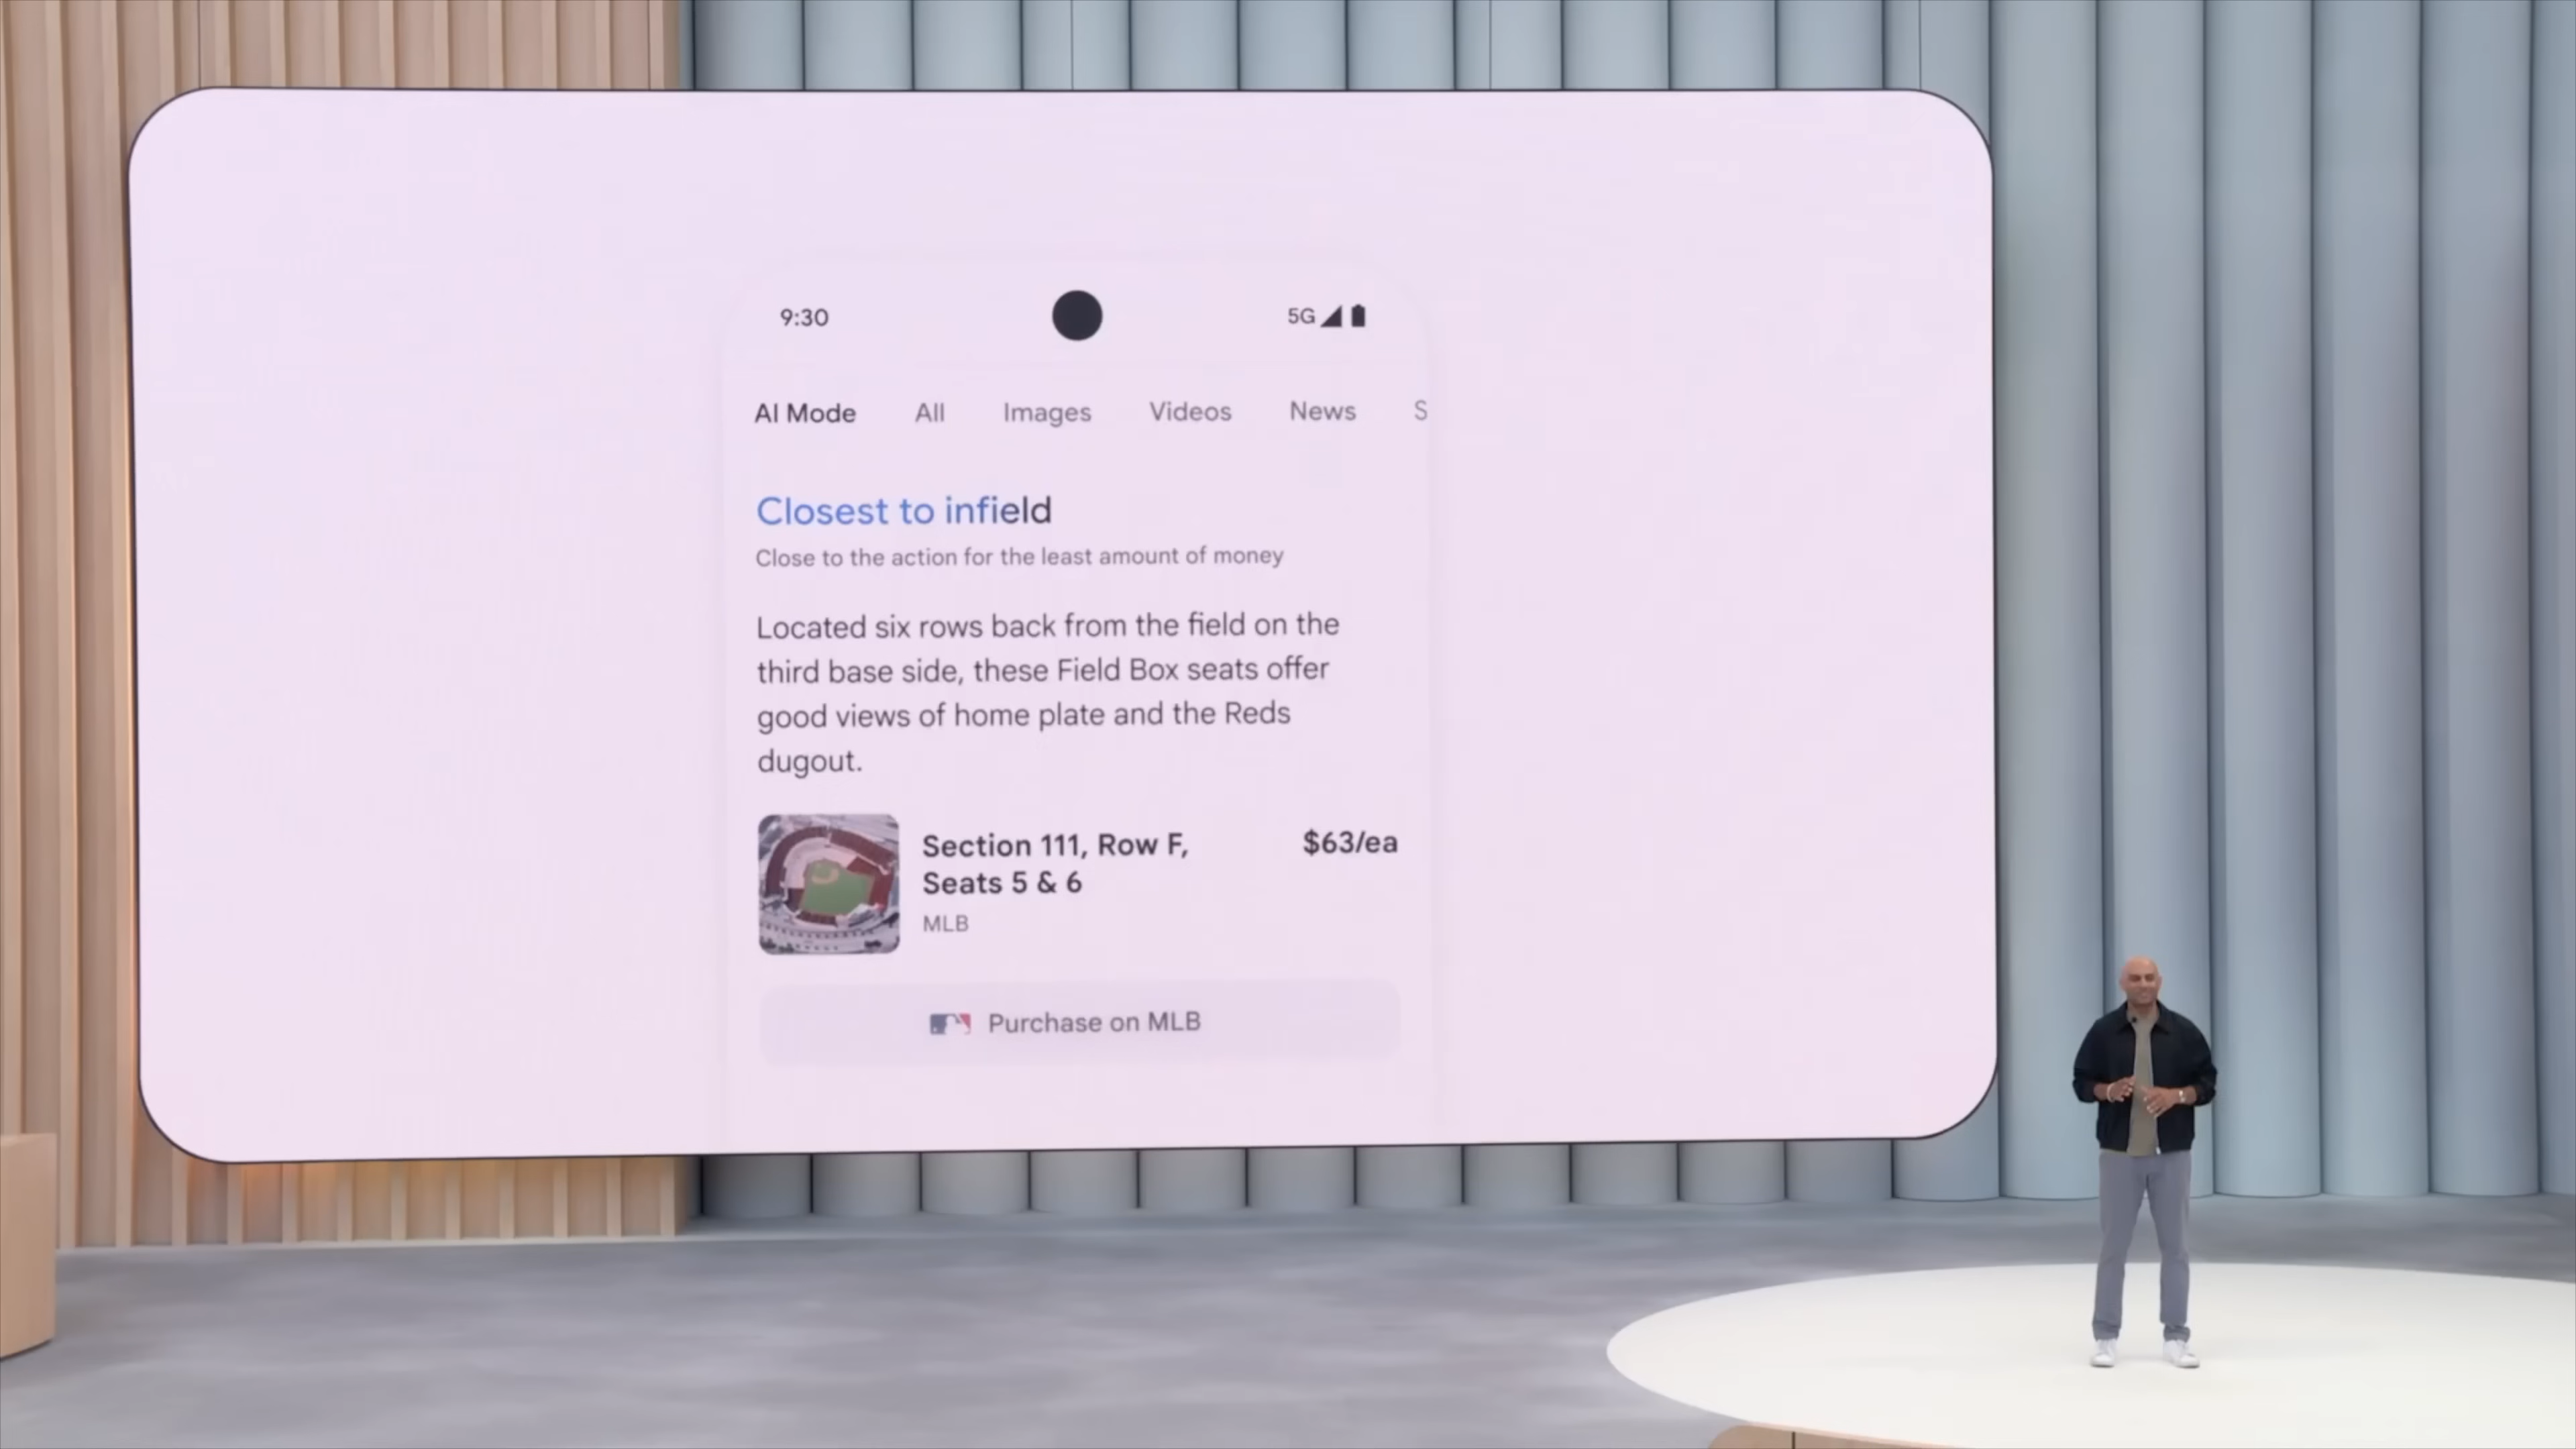 9:30
5G
AI Mode All Images Videos News S
Closest to infield
Close to the action for the least amount of money
Located six rows back from the field on the
third base side, these Field Box seats offer
good views of home plate and the Reds
dugout.
Section 111, Row F,
Seats 5 & 6
$63/ea
MLB
Purchase on MLB